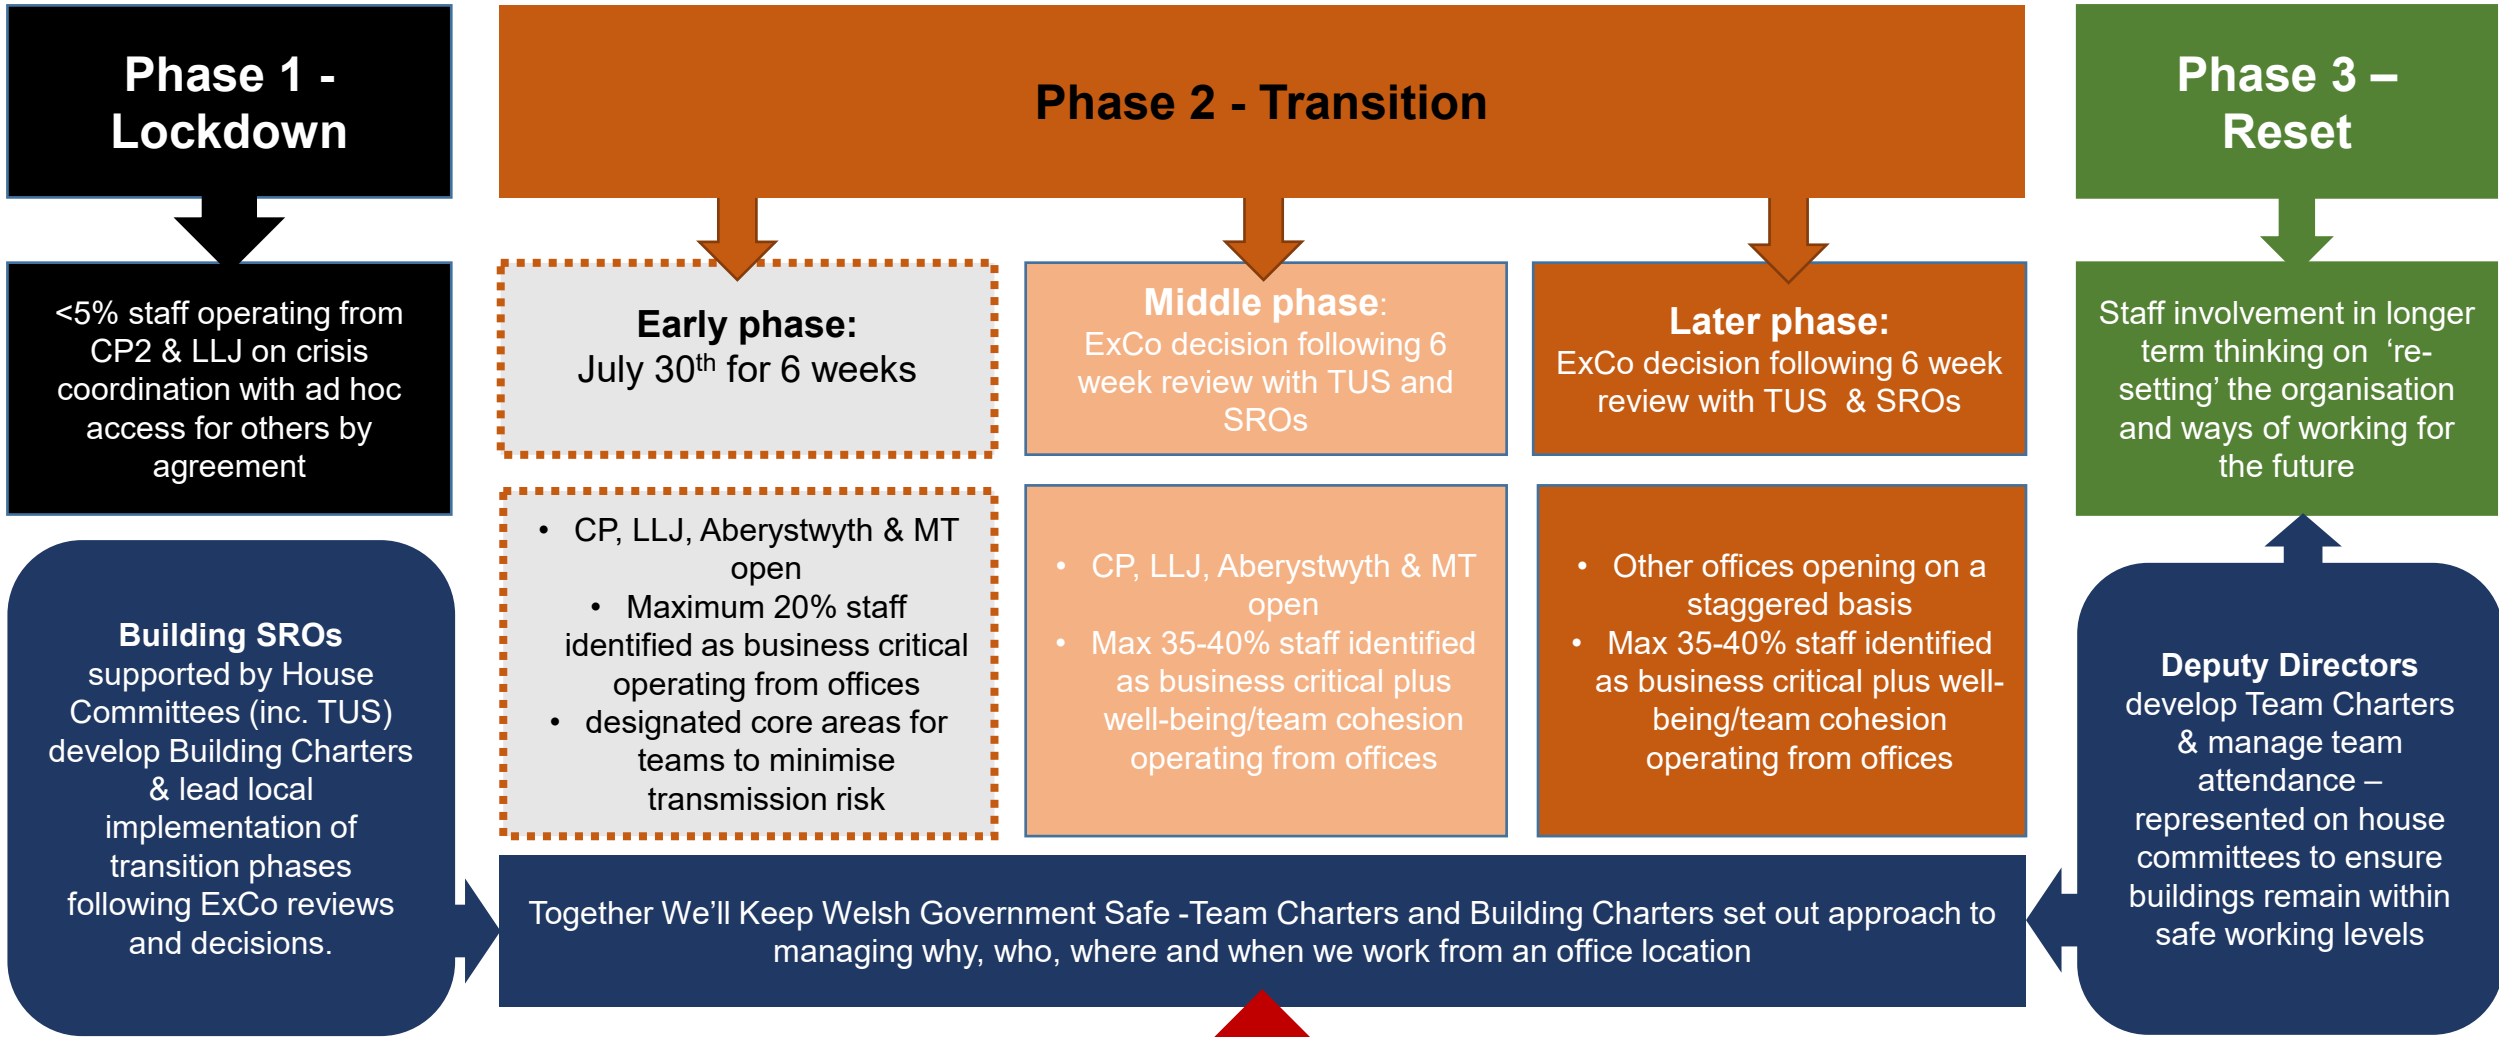 Phase 1 -
Lockdown
Phase 2 - Transition
Phase 3 –
Reset
<5% staff operating from
CP2 & LLJ on crisis
coordination with ad hoc
access for others by
agreement
Early phase:
July 30th for 6 weeks
Middle phase:
ExCo decision following 6
week review with TUS and
SROs
Later phase:
ExCo decision following 6 week
review with TUS & SROs
Staff involvement in longer
term thinking on ‘re-
setting’ the organisation
and ways of working for
the future
• CP, LLJ, Aberystwyth & MT
open
• Maximum 20% staff
identified as business critical
operating from offices
• designated core areas for
teams to minimise
transmission risk
• CP, LLJ, Aberystwyth & MT
open
• Max 35-40% staff identified
as business critical plus
well-being/team cohesion
operating from offices
• Other offices opening on a
staggered basis
• Max 35-40% staff identified
as business critical plus well-
being/team cohesion
operating from offices
Building SROs
supported by House
Committees (inc. TUS)
develop Building Charters
& lead local
implementation of
transition phases
following ExCo reviews
and decisions.
Deputy Directors
develop Team Charters
& manage team
attendance –
represented on house
committees to ensure
buildings remain within
safe working levels
Together We’ll Keep Welsh Government Safe -Team Charters and Building Charters set out approach to
managing why, who, where and when we work from an office location